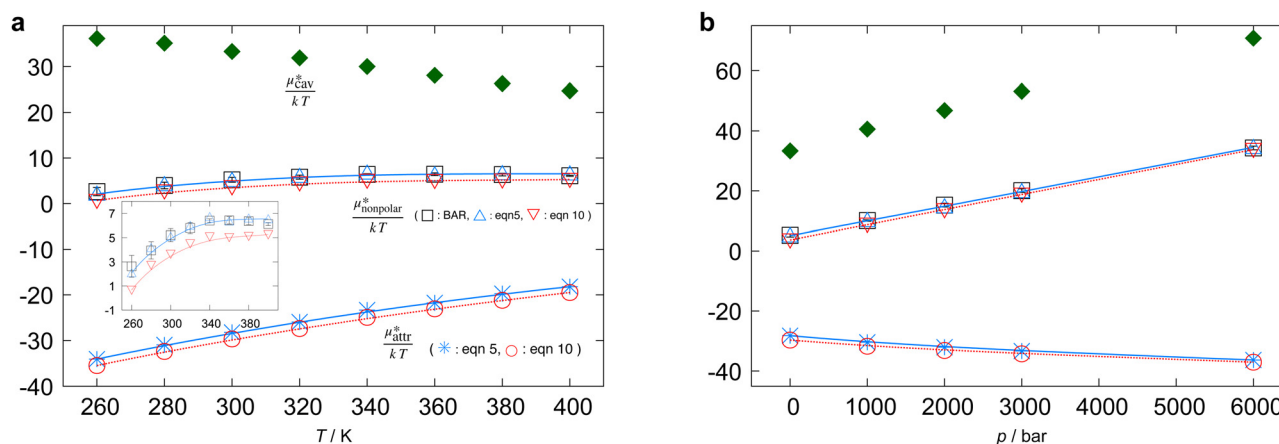 a
30
20
10
0
-10
-20
-30
-40
260 280 300 320 340 360 380 400
T / K
μ*cav
kT
μ*nonpolar
kT
( □ : BAR, △ : eqn5, ▽ : eqn 10 )
7
5
3
1
-1
260 300 340 380
μ*attr
kT
( ✳ : eqn 5, ○ : eqn 10 )
b
60
40
20
0
-20
-40
0 1000 2000 3000 4000 5000 6000
p / bar